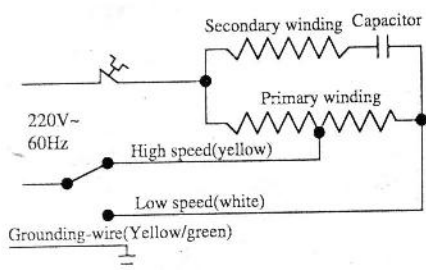 Secondary winding
Capacitor
Primary winding
220V~
60Hz
High speed(yellow)
Low speed(white)
Grounding-wire(Yellow/green)